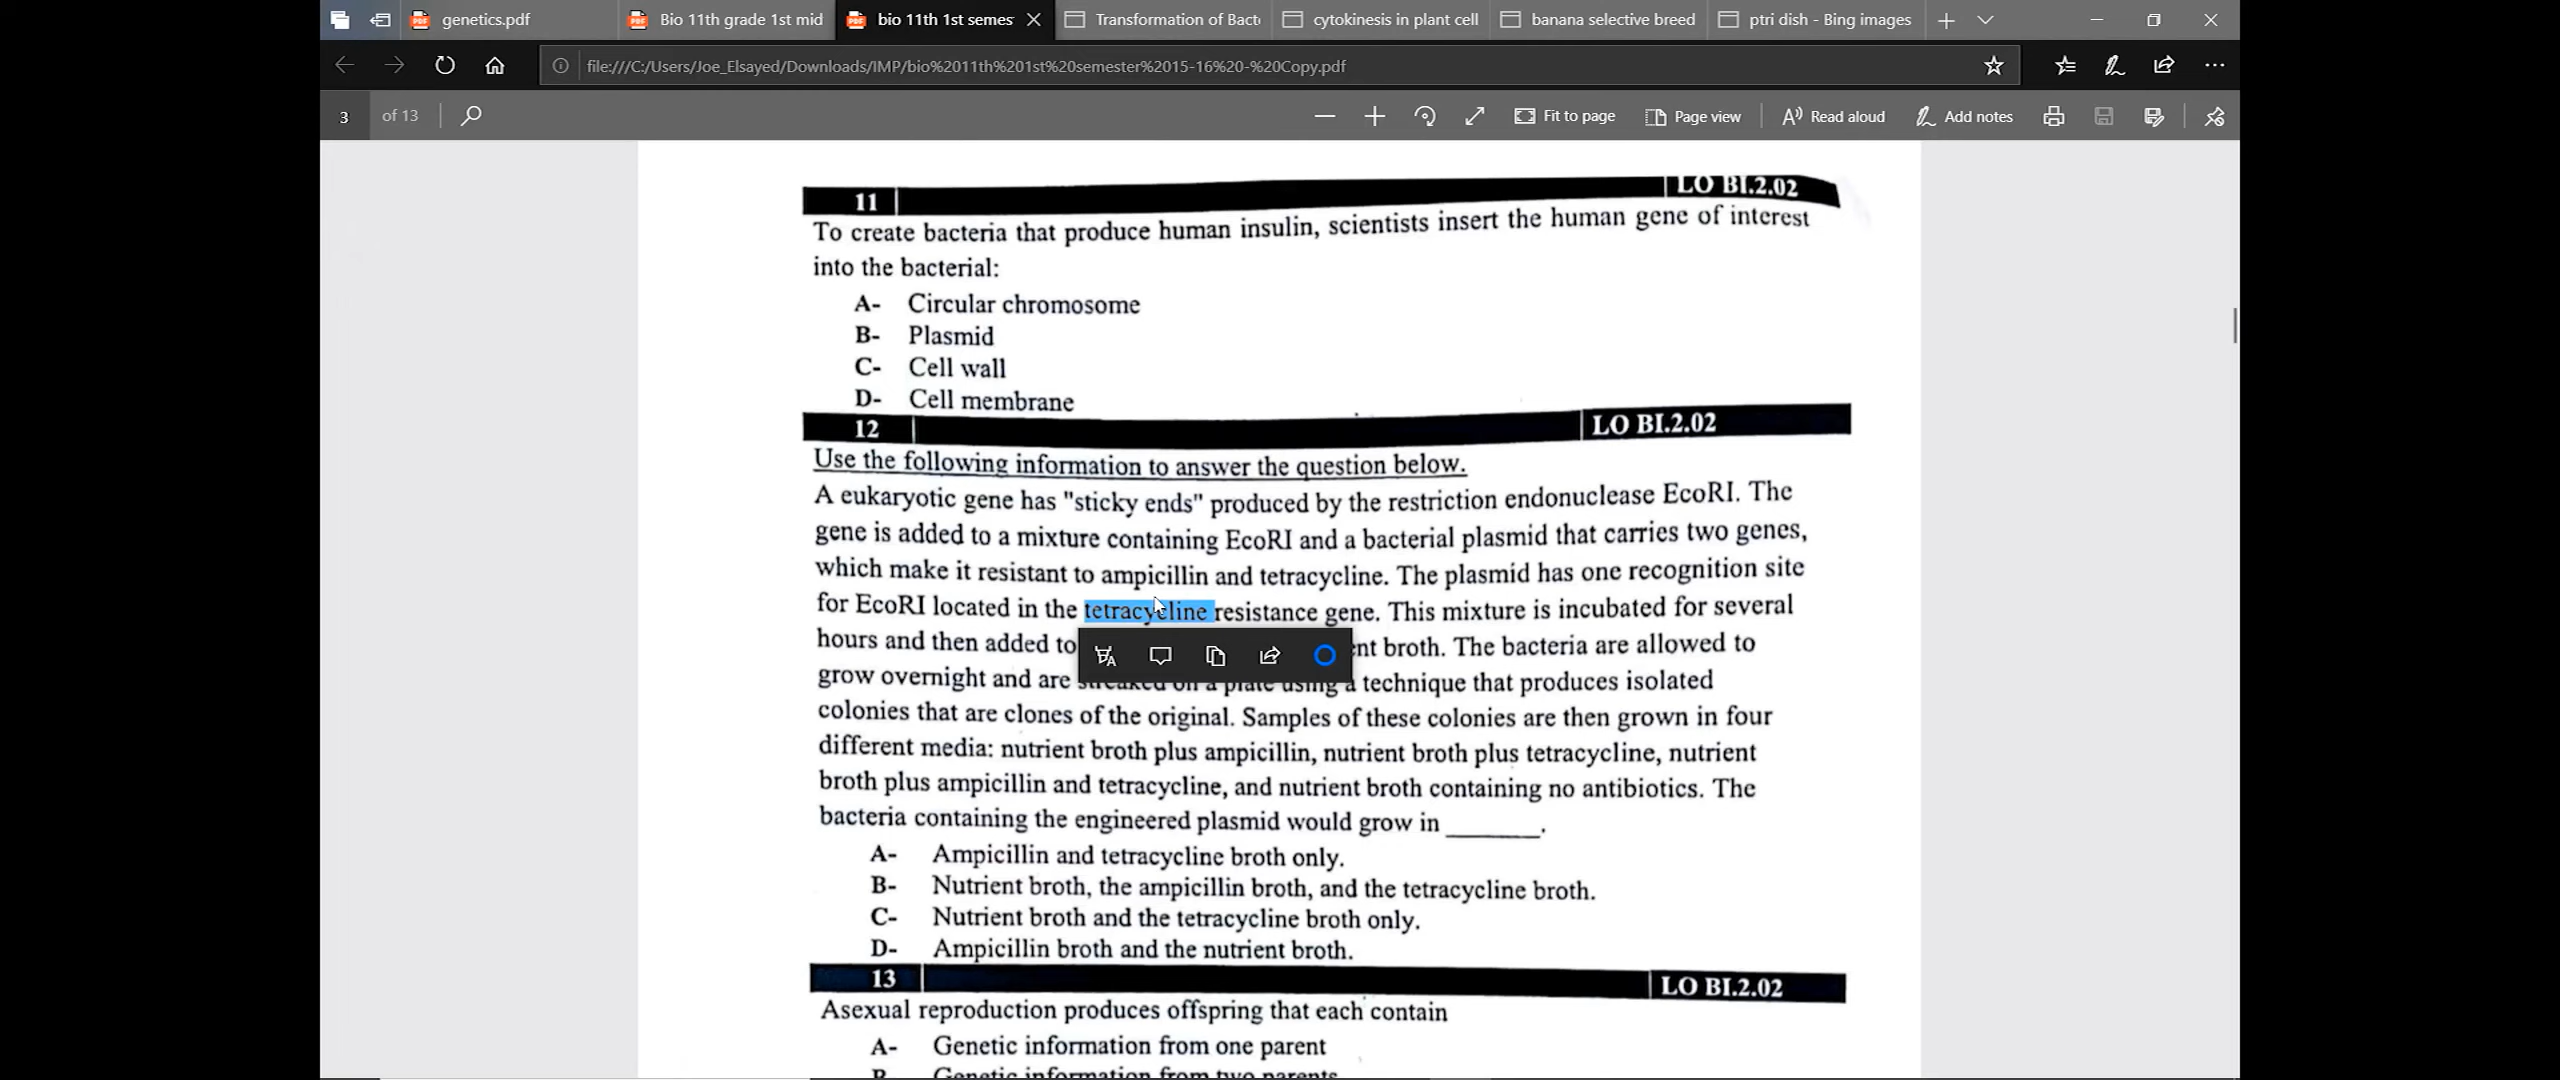 genetics.pdf
Bio 11th grade 1st mid
bio 11th 1st semes
Transformation of Bact
cytokinesis in plant cell
banana selective breed
ptri dish - Bing images
file:///C:/Users/Joe_Elsayed/Downloads/IMP/bio%2011th%201st%20semester%2015-16%20-%20Copy.pdf
3 of 13
Fit to page
Page view
Read aloud
Add notes
11 LO BI.2.02
To create bacteria that produce human insulin, scientists insert the human gene of interest
into the bacterial:
A- Circular chromosome
B- Plasmid
C- Cell wall
D- Cell membrane
12 LO BI.2.02
Use the following information to answer the question below.
A eukaryotic gene has "sticky ends" produced by the restriction endonuclease EcoRI. The
gene is added to a mixture containing EcoRI and a bacterial plasmid that carries two genes,
which make it resistant to ampicillin and tetracycline. The plasmid has one recognition site
for EcoRI located in the tetracycline resistance gene. This mixture is incubated for several
hours and then added to nt broth. The bacteria are allowed to
grow overnight and are streaked on a plate using a technique that produces isolated
colonies that are clones of the original. Samples of these colonies are then grown in four
different media: nutrient broth plus ampicillin, nutrient broth plus tetracycline, nutrient
broth plus ampicillin and tetracycline, and nutrient broth containing no antibiotics. The
bacteria containing the engineered plasmid would grow in ______.
A- Ampicillin and tetracycline broth only.
B- Nutrient broth, the ampicillin broth, and the tetracycline broth.
C- Nutrient broth and the tetracycline broth only.
D- Ampicillin broth and the nutrient broth.
13 LO BI.2.02
Asexual reproduction produces offspring that each contain
A- Genetic information from one parent
B- Genetic information from two parents